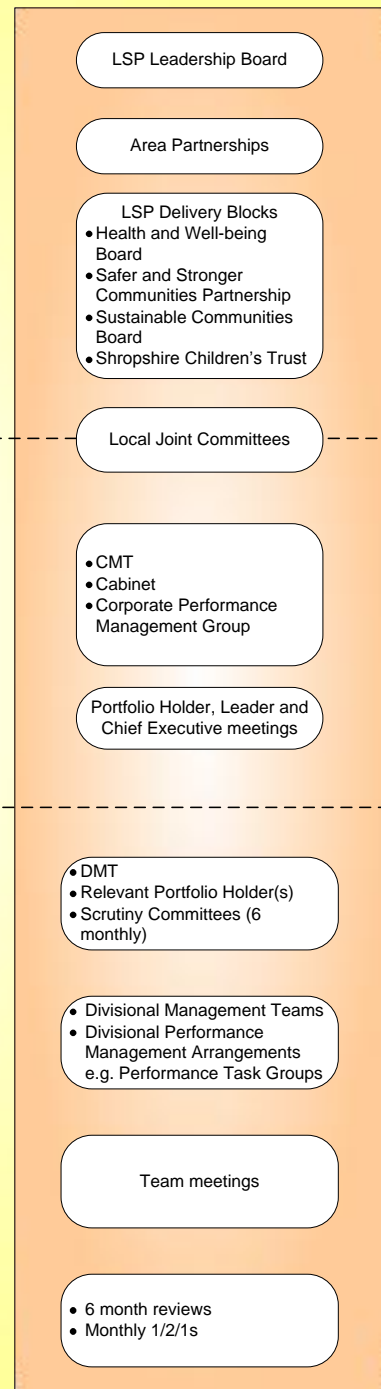 LSP Leadership Board
Area Partnerships
LSP Delivery Blocks
• Health and Well-being
Board
• Safer and Stronger
Communities Partnership
• Sustainable Communities
Board
• Shropshire Children's Trust
Local Joint Committees
• CMT
• Cabinet
• Corporate Performance
Management Group
Portfolio Holder, Leader and
Chief Executive meetings
• DMT
• Relevant Portfolio Holder(s)
• Scrutiny Committees (6
monthly)
• Divisional Management Teams
• Divisional Performance
Management Arrangements
e.g. Performance Task Groups
Team meetings
• 6 month reviews
• Monthly 1/2/1s